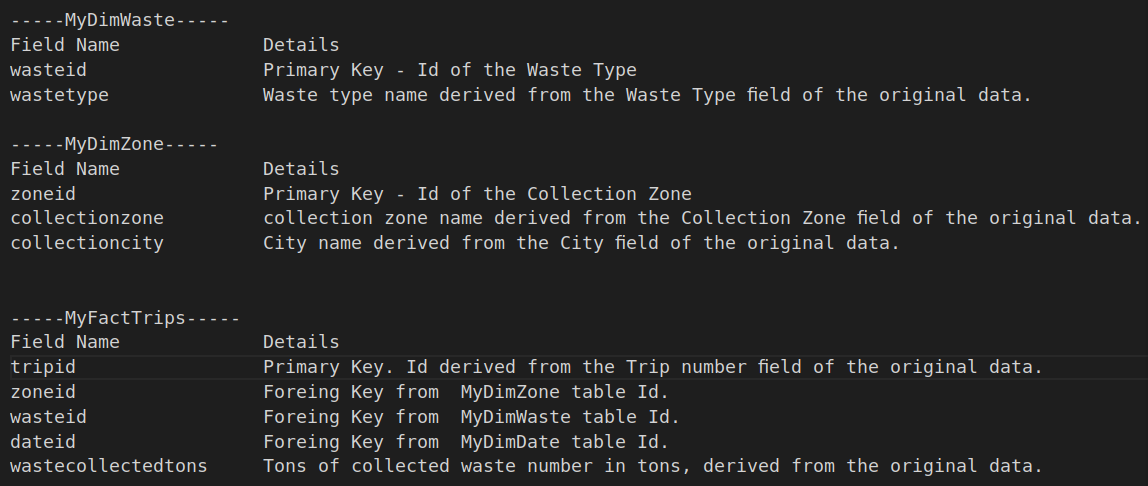 -----MyDimWaste-----
Field Name Details
wasteid Primary Key - Id of the Waste Type
wastetype Waste type name derived from the Waste Type field of the original data.
-----MyDimZone-----
Field Name Details
zoneid Primary Key - Id of the Collection Zone
collectionzone collection zone name derived from the Collection Zone field of the original data.
collectioncity City name derived from the City field of the original data.
-----MyFactTrips-----
Field Name Details
tripid Primary Key. Id derived from the Trip number field of the original data.
zoneid Foreing Key from  MyDimZone table Id.
wasteid Foreing Key from  MyDimWaste table Id.
dateid Foreing Key from  MyDimDate table Id.
wastecollectedtons Tons of collected waste number in tons, derived from the original data.